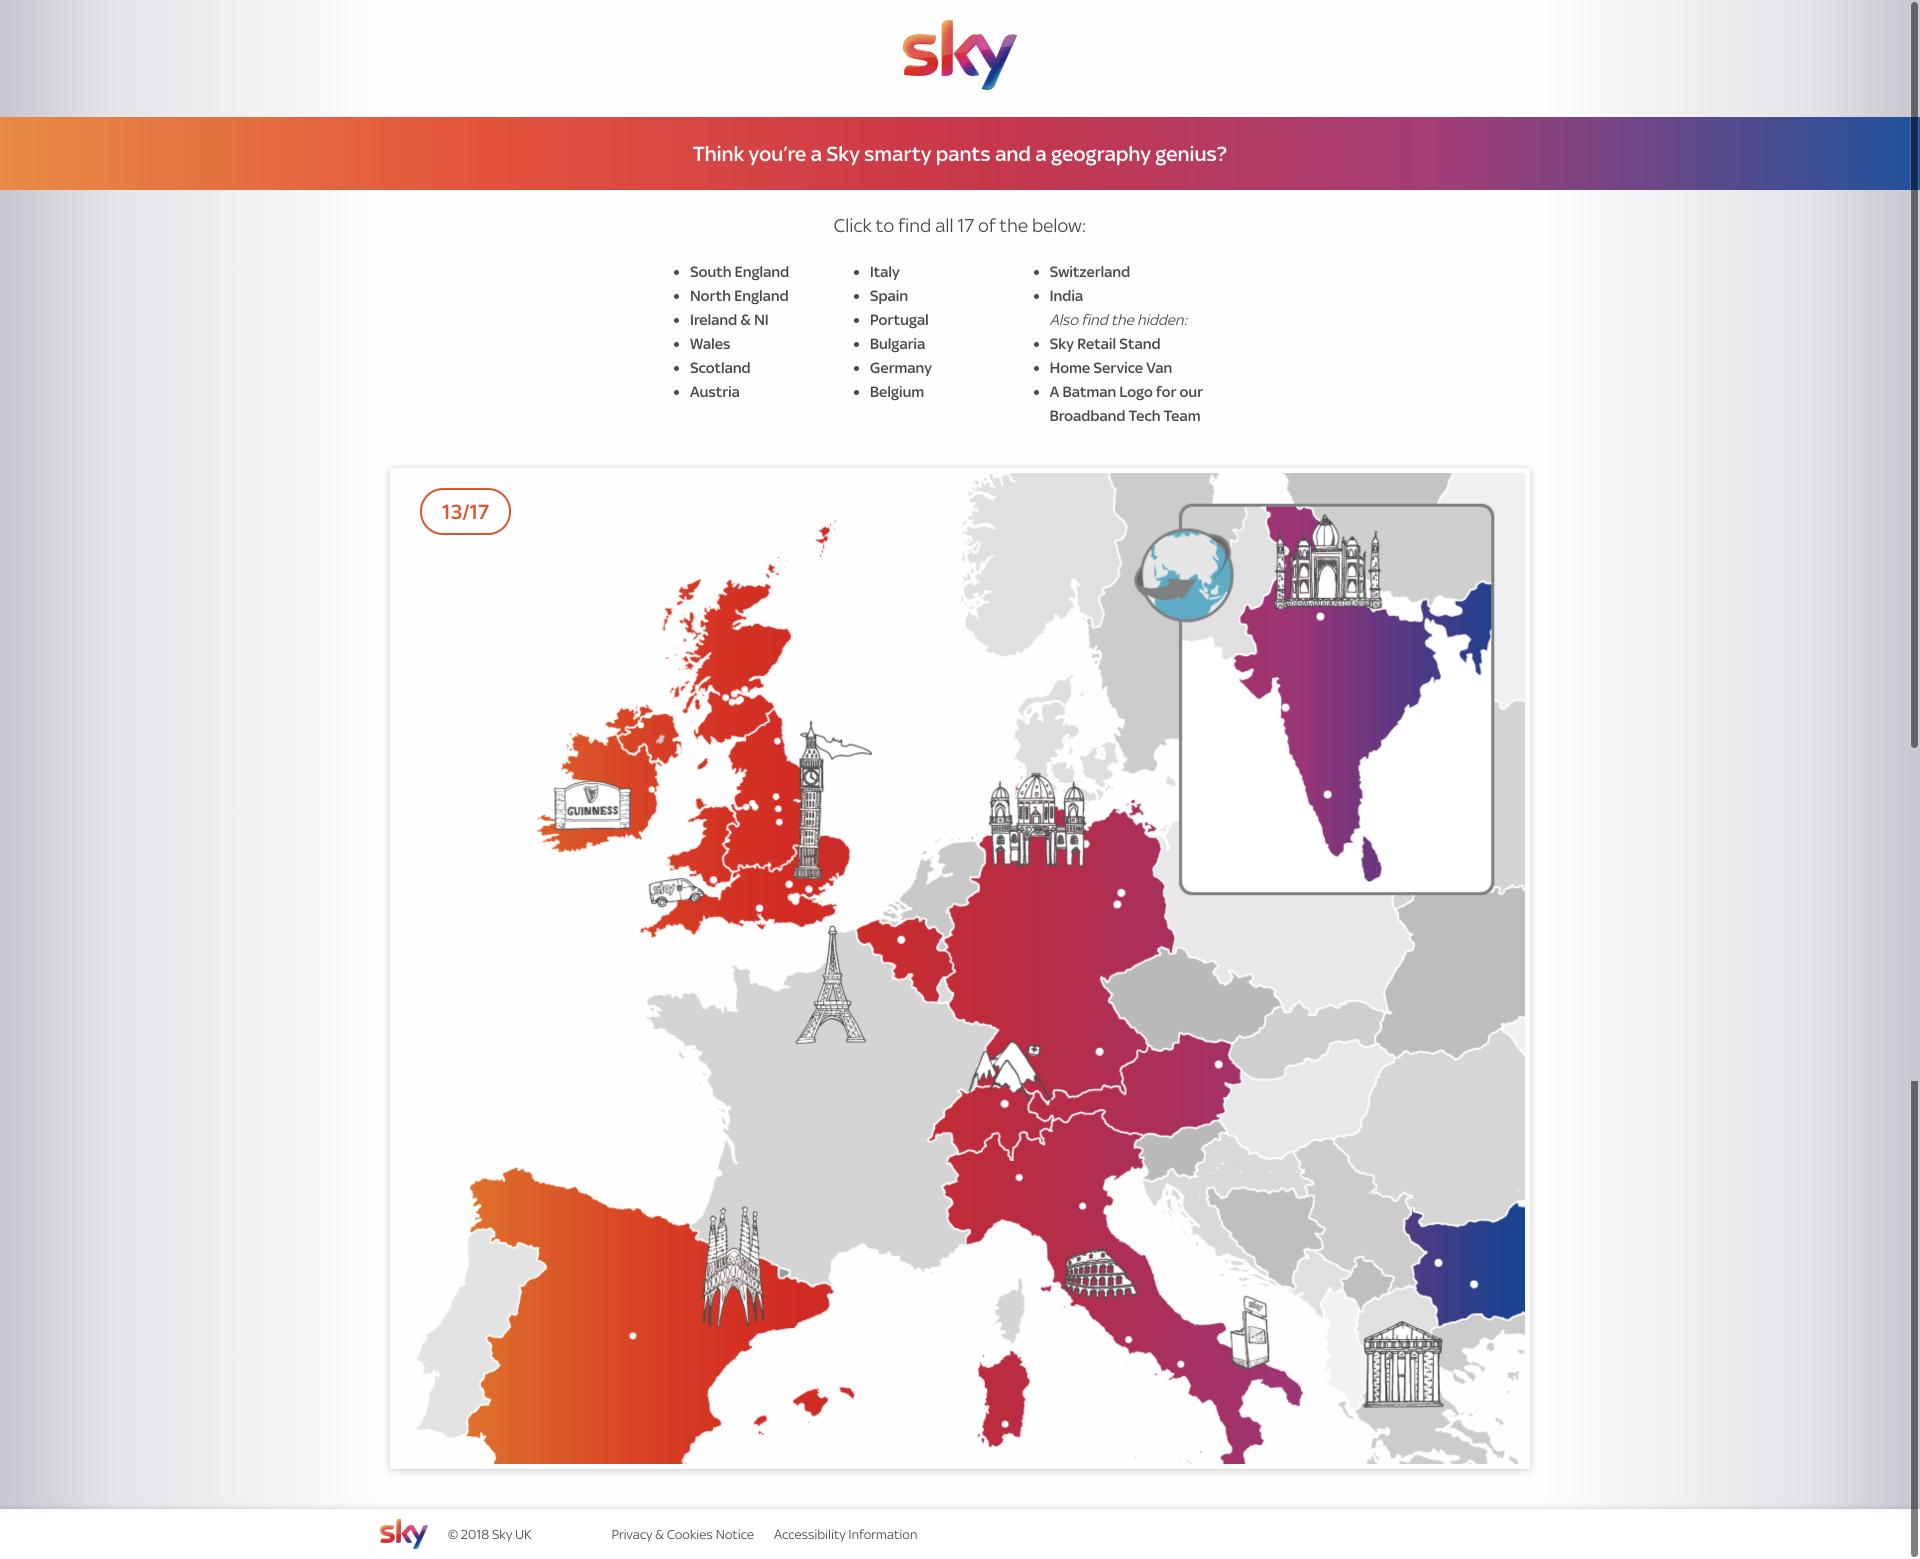 sky
Think you're a Sky smarty pants and a geography genius?
Click to find all 17 of the below:
South England
North England
Ireland & NI
Wales
Scotland
Austria
Italy
Spain
Portugal
Bulgaria
Germany
Belgium
Switzerland
India
Also find the hidden:
Sky Retail Stand
Home Service Van
A Batman Logo for our
Broadband Tech Team
13/17
GUINNESS
sky
sky
sky © 2018 Sky UK Privacy & Cookies Notice Accessibility Information